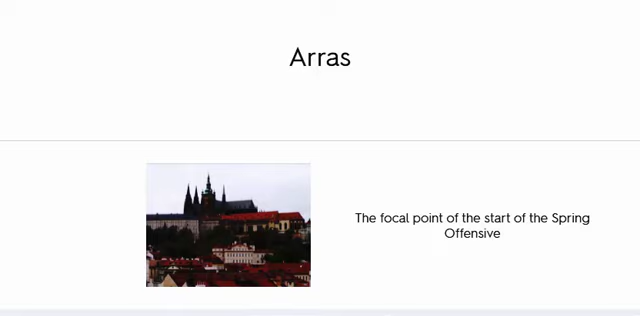 Arras
The focal point of the start of the Spring
Offensive